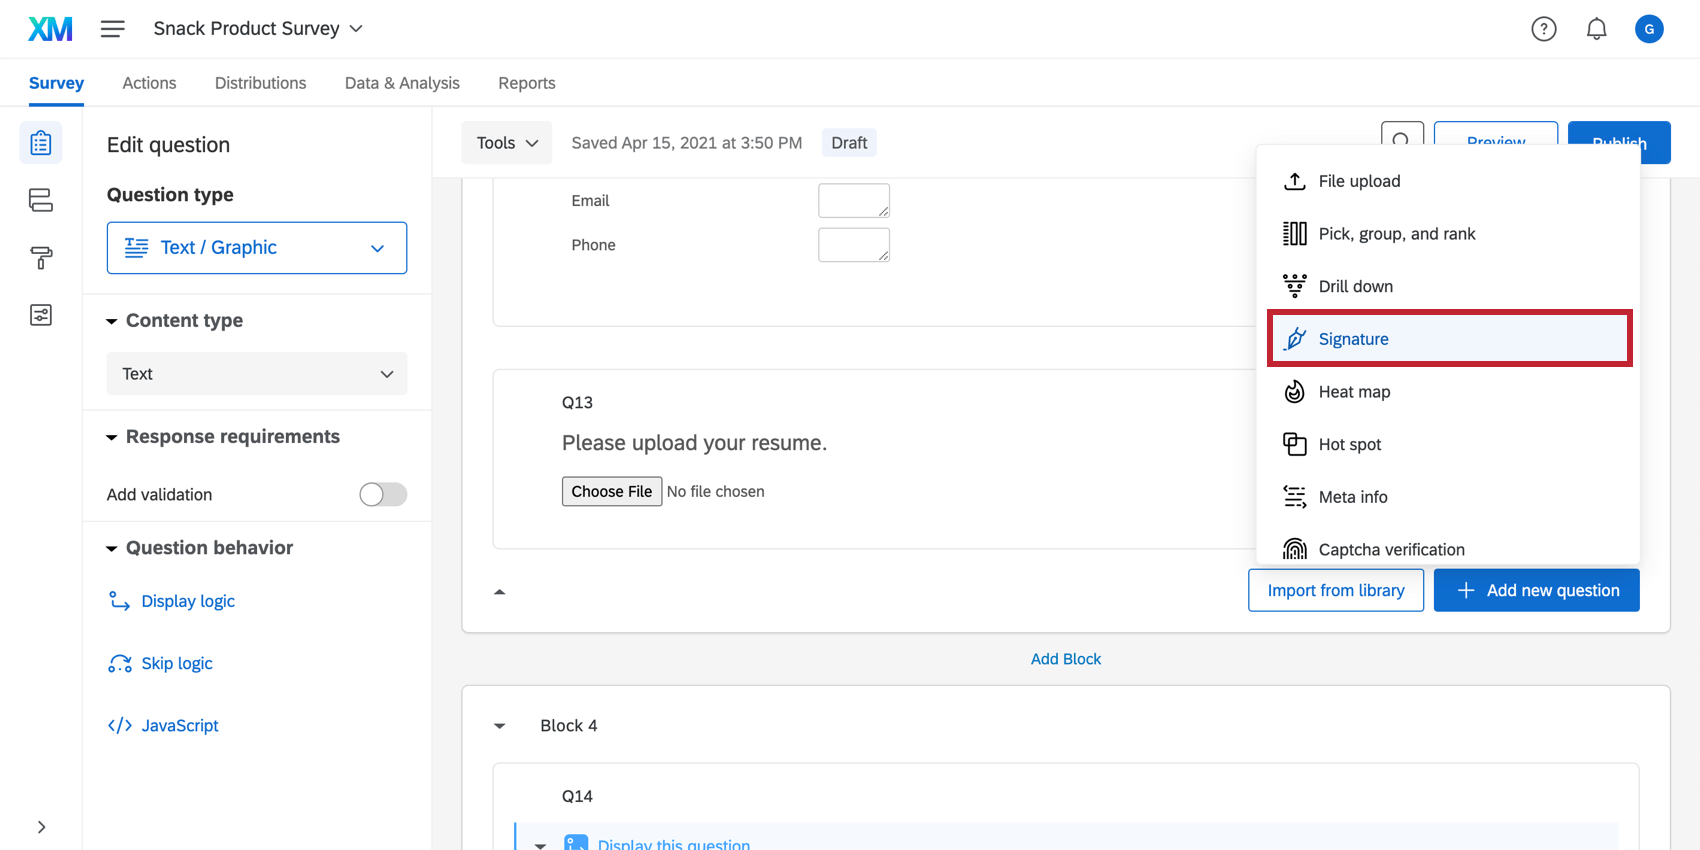 XM
Snack Product Survey
G
Survey
Actions
Distributions
Data & Analysis
Reports
Edit question
Question type
Text / Graphic
Content type
Text
Response requirements
Add validation
Question behavior
Display logic
Skip logic
JavaScript
Tools
Saved Apr 15, 2021 at 3:50 PM
Draft
Preview
Publish
Email
Phone
Q13
Please upload your resume.
Choose File No file chosen
File upload
Pick, group, and rank
Drill down
Signature
Heat map
Hot spot
Meta info
Captcha verification
Import from library
Add new question
Add Block
Block 4
Q14
Display this question